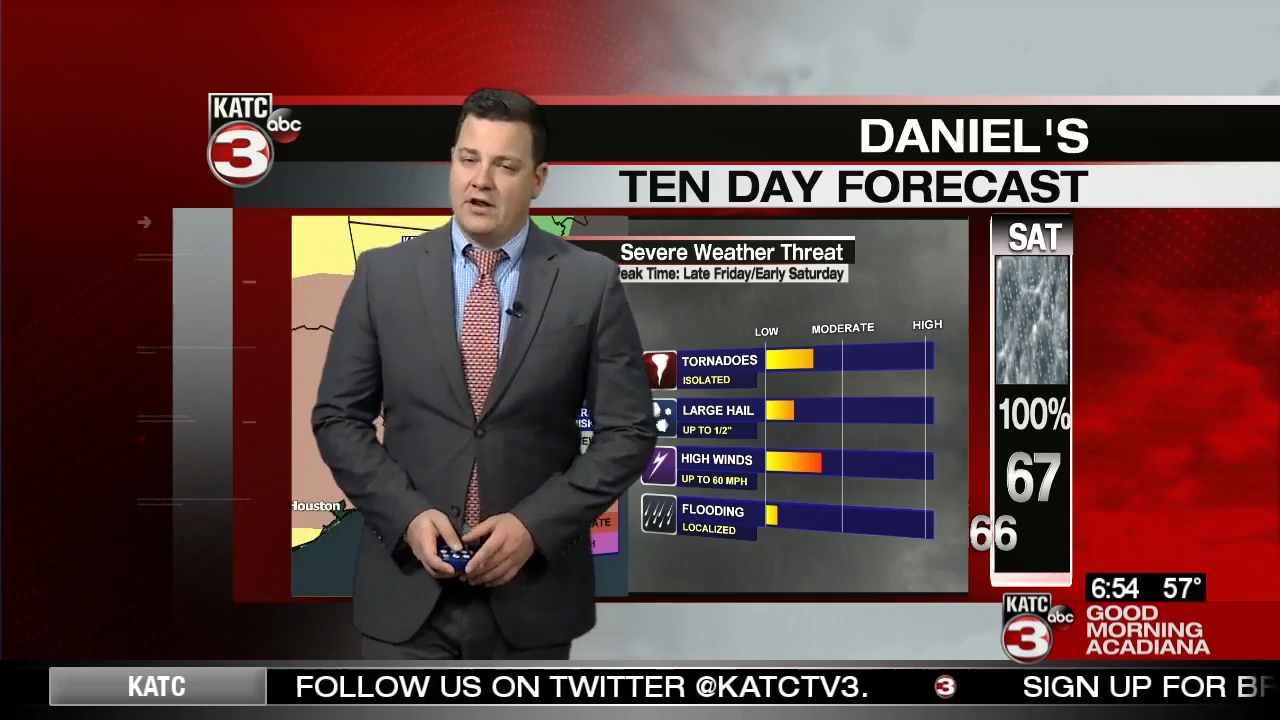 KATC
abc
3
DANIEL'S
TEN DAY FORECAST
SAT
Severe Weather Threat
Peak Time: Late Friday/Early Saturday
LOW MODERATE HIGH
TORNADOES
ISOLATED
LARGE HAIL
UP TO 1/2"
HIGH WINDS
UP TO 60 MPH
FLOODING
LOCALIZED
Houston
100%
67
66
6:54 57°
KATC
abc
3
GOOD
MORNING
ACADIANA
KATC FOLLOW US ON TWITTER @KATCTV3. 3 SIGN UP FOR